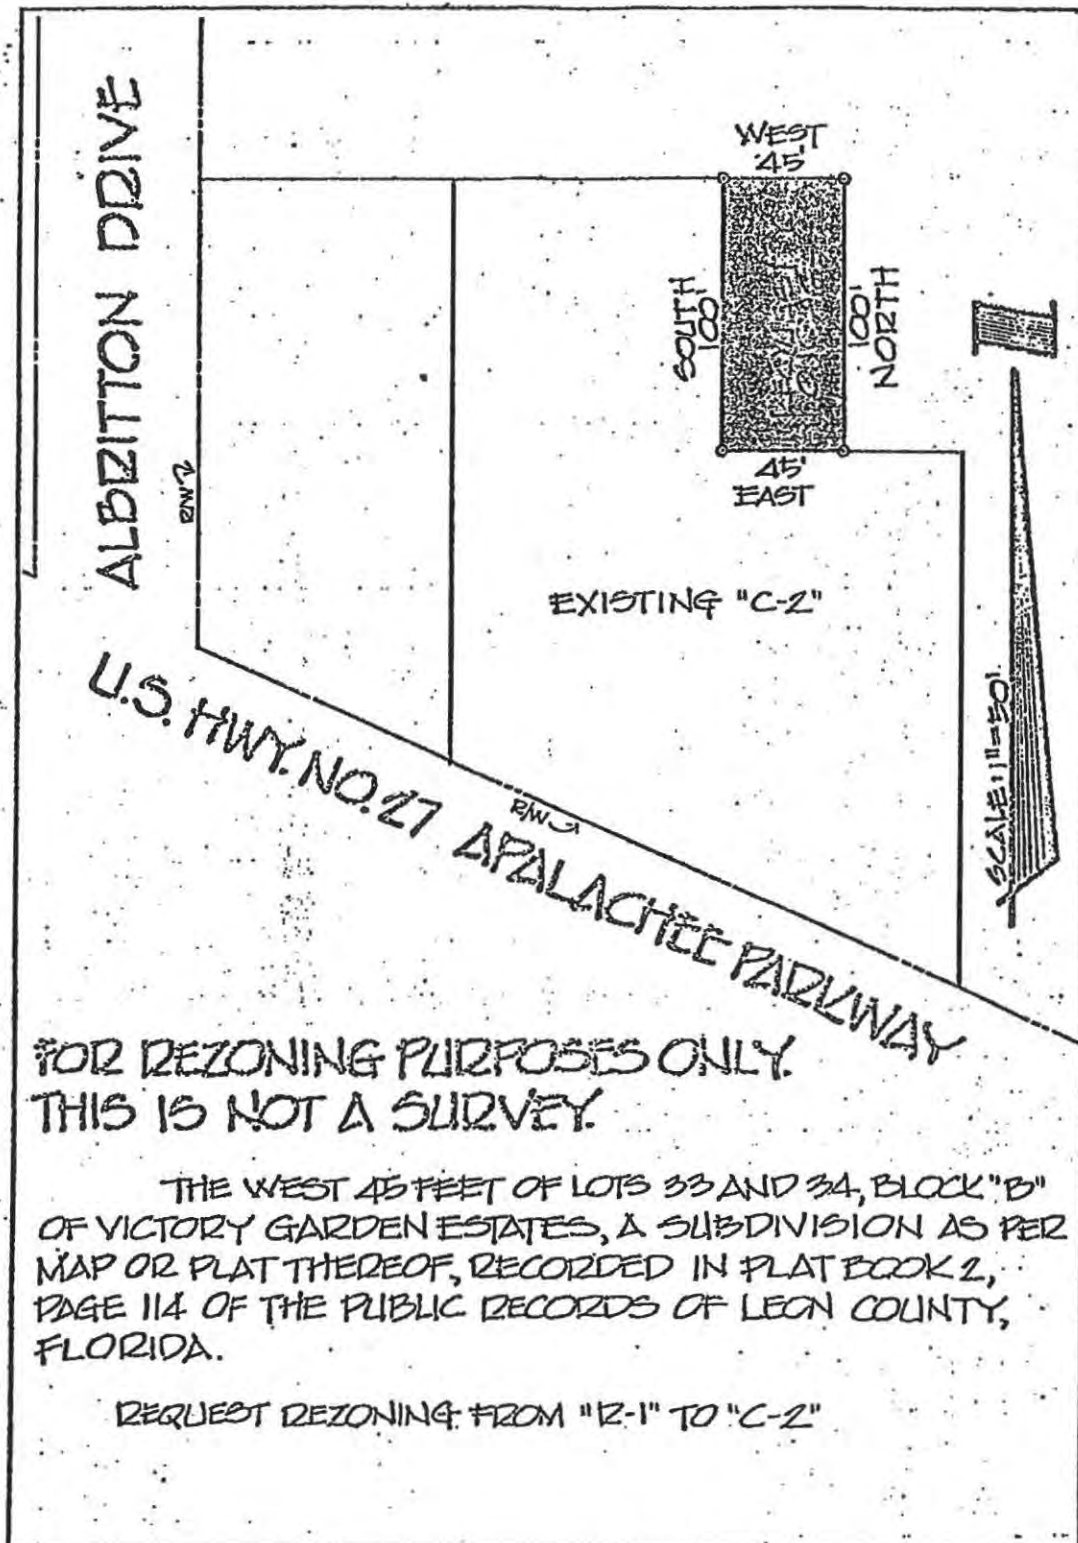 ALBRITTON DRIVE
WEST
45'
SOUTH
100'
100'
NORTH
45'
EAST
R/W
EXISTING "C-2"
SCALE: 1"=50'
U.S. HWY. NO. 27 APALACHEE PARKWAY
R/W
FOR REZONING PURPOSES ONLY.
THIS IS NOT A SURVEY.
THE WEST 45 FEET OF LOTS 33 AND 34, BLOCK "B"
OF VICTORY GARDEN ESTATES, A SUBDIVISION AS PER
MAP OR PLAT THEREOF, RECORDED IN PLAT BOOK 2,
PAGE 114 OF THE PUBLIC RECORDS OF LEON COUNTY,
FLORIDA.
REQUEST REZONING FROM "R-1" TO "C-2"